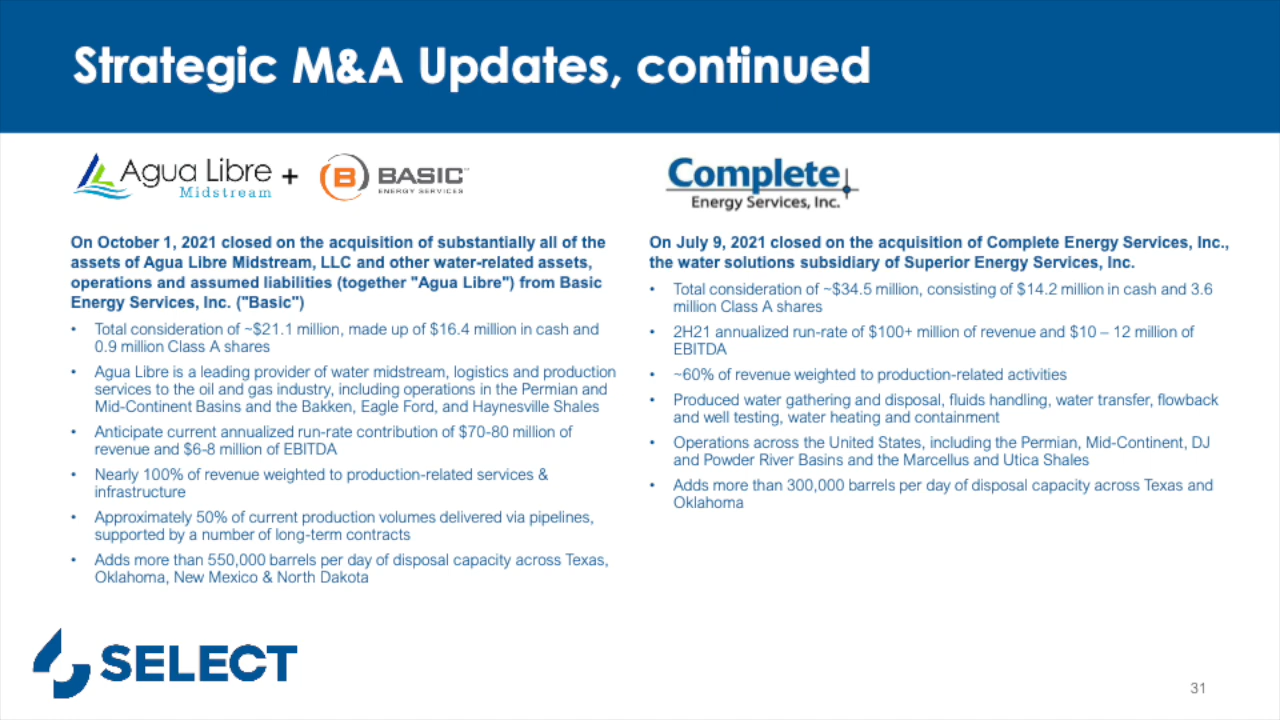 Strategic M&A Updates, continued
Agua Libre
Midstream
+
B
BASIC
ENERGY SERVICES
On October 1, 2021 closed on the acquisition of substantially all of the
assets of Agua Libre Midstream, LLC and other water-related assets,
operations and assumed liabilities (together "Agua Libre") from Basic
Energy Services, Inc. ("Basic")
• Total consideration of ~$21.1 million, made up of $16.4 million in cash and
0.9 million Class A shares
• Agua Libre is a leading provider of water midstream, logistics and production
services to the oil and gas industry, including operations in the Permian and
Mid-Continent Basins and the Bakken, Eagle Ford, and Haynesville Shales
• Anticipate current annualized run-rate contribution of $70-80 million of
revenue and $6-8 million of EBITDA
• Nearly 100% of revenue weighted to production-related services &
infrastructure
• Approximately 50% of current production volumes delivered via pipelines,
supported by a number of long-term contracts
• Adds more than 550,000 barrels per day of disposal capacity across Texas,
Oklahoma, New Mexico & North Dakota
Complete
Energy Services, Inc.
On July 9, 2021 closed on the acquisition of Complete Energy Services, Inc.,
the water solutions subsidiary of Superior Energy Services, Inc.
• Total consideration of ~$34.5 million, consisting of $14.2 million in cash and 3.6
million Class A shares
• 2H21 annualized run-rate of $100+ million of revenue and $10 – 12 million of
EBITDA
• ~60% of revenue weighted to production-related activities
• Produced water gathering and disposal, fluids handling, water transfer, flowback
and well testing, water heating and containment
• Operations across the United States, including the Permian, Mid-Continent, DJ
and Powder River Basins and the Marcellus and Utica Shales
• Adds more than 300,000 barrels per day of disposal capacity across Texas and
Oklahoma
SELECT
31